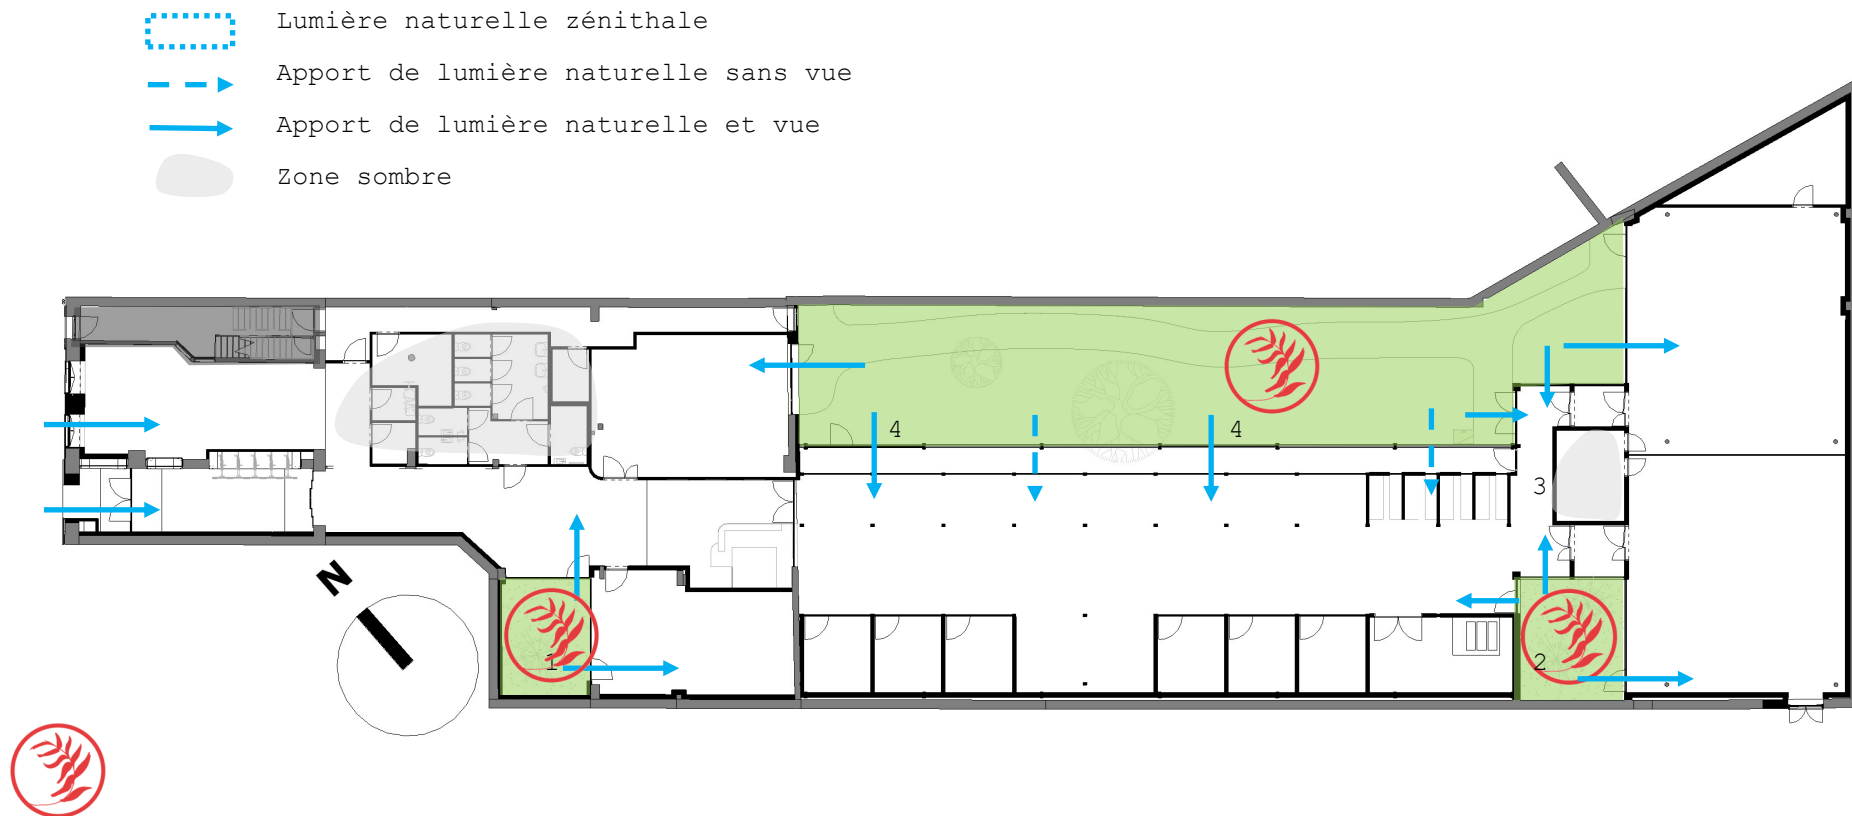 Lumière naturelle zénithale
Apport de lumière naturelle sans vue
Apport de lumière naturelle et vue
Zone sombre
4
4
3
N
1
2